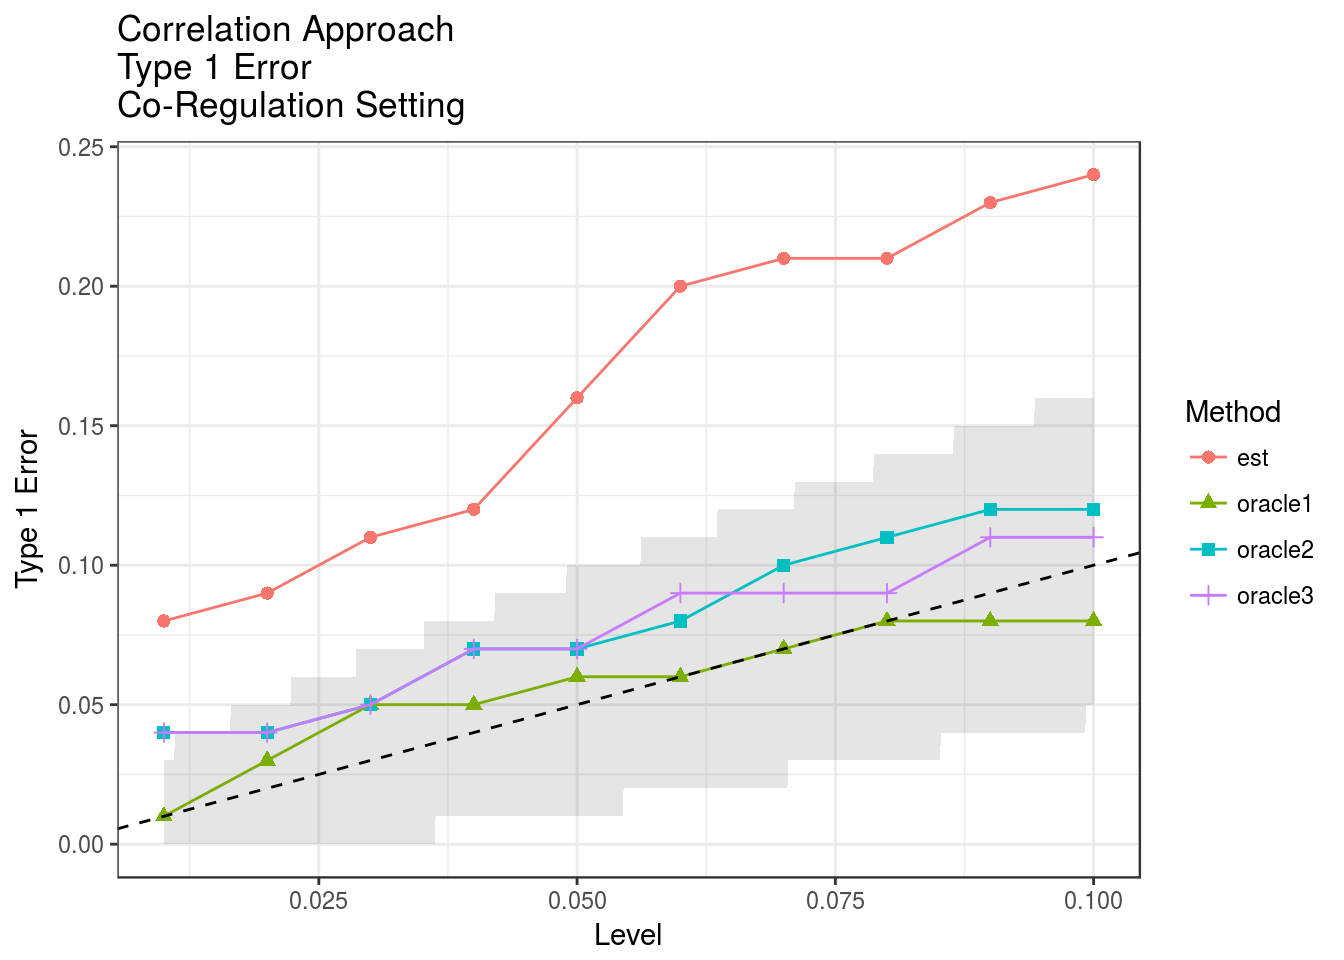 Correlation Approach
Type 1 Error
Co-Regulation Setting
Type 1 Error
0.25
0.20
0.15
0.10
0.05
0.00
0.025
0.050
0.075
0.100
Level
Method
est
oracle1
oracle2
oracle3